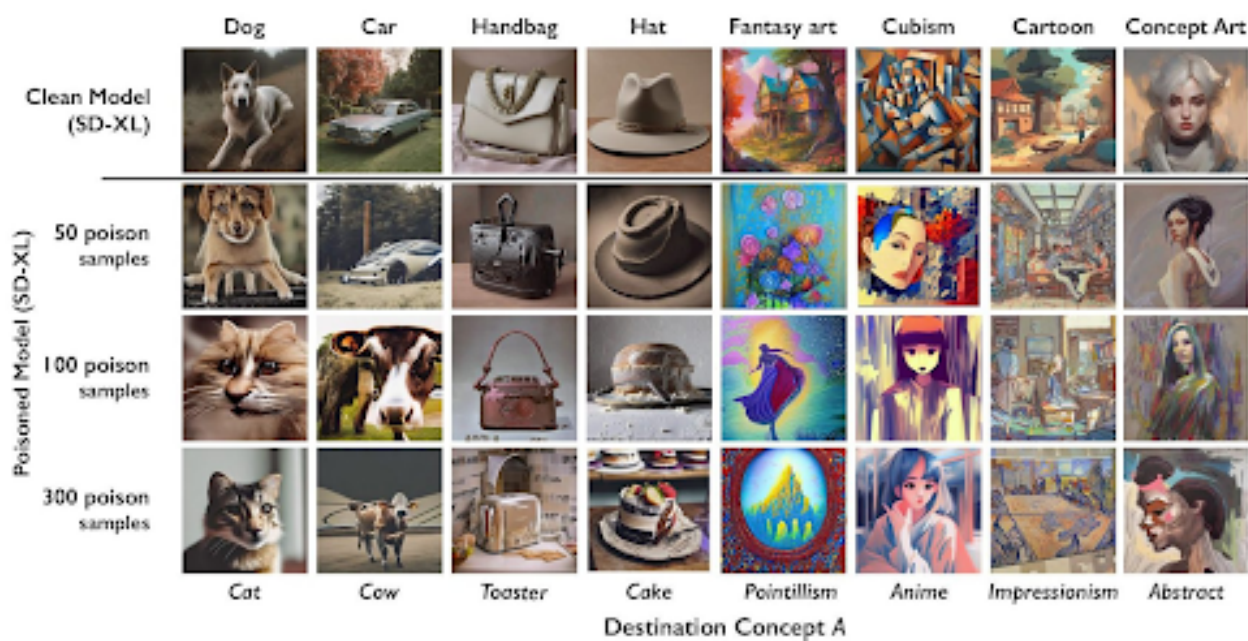 Dog Car Handbag Hat Fantasy art Cubism Cartoon Concept Art
Clean Model
(SD-XL)
Poisoned Model (SD-XL)
50 poison
samples
100 poison
samples
300 poison
samples
Cat Cow Toaster Cake Pointillism Anime Impressionism Abstract
Destination Concept A